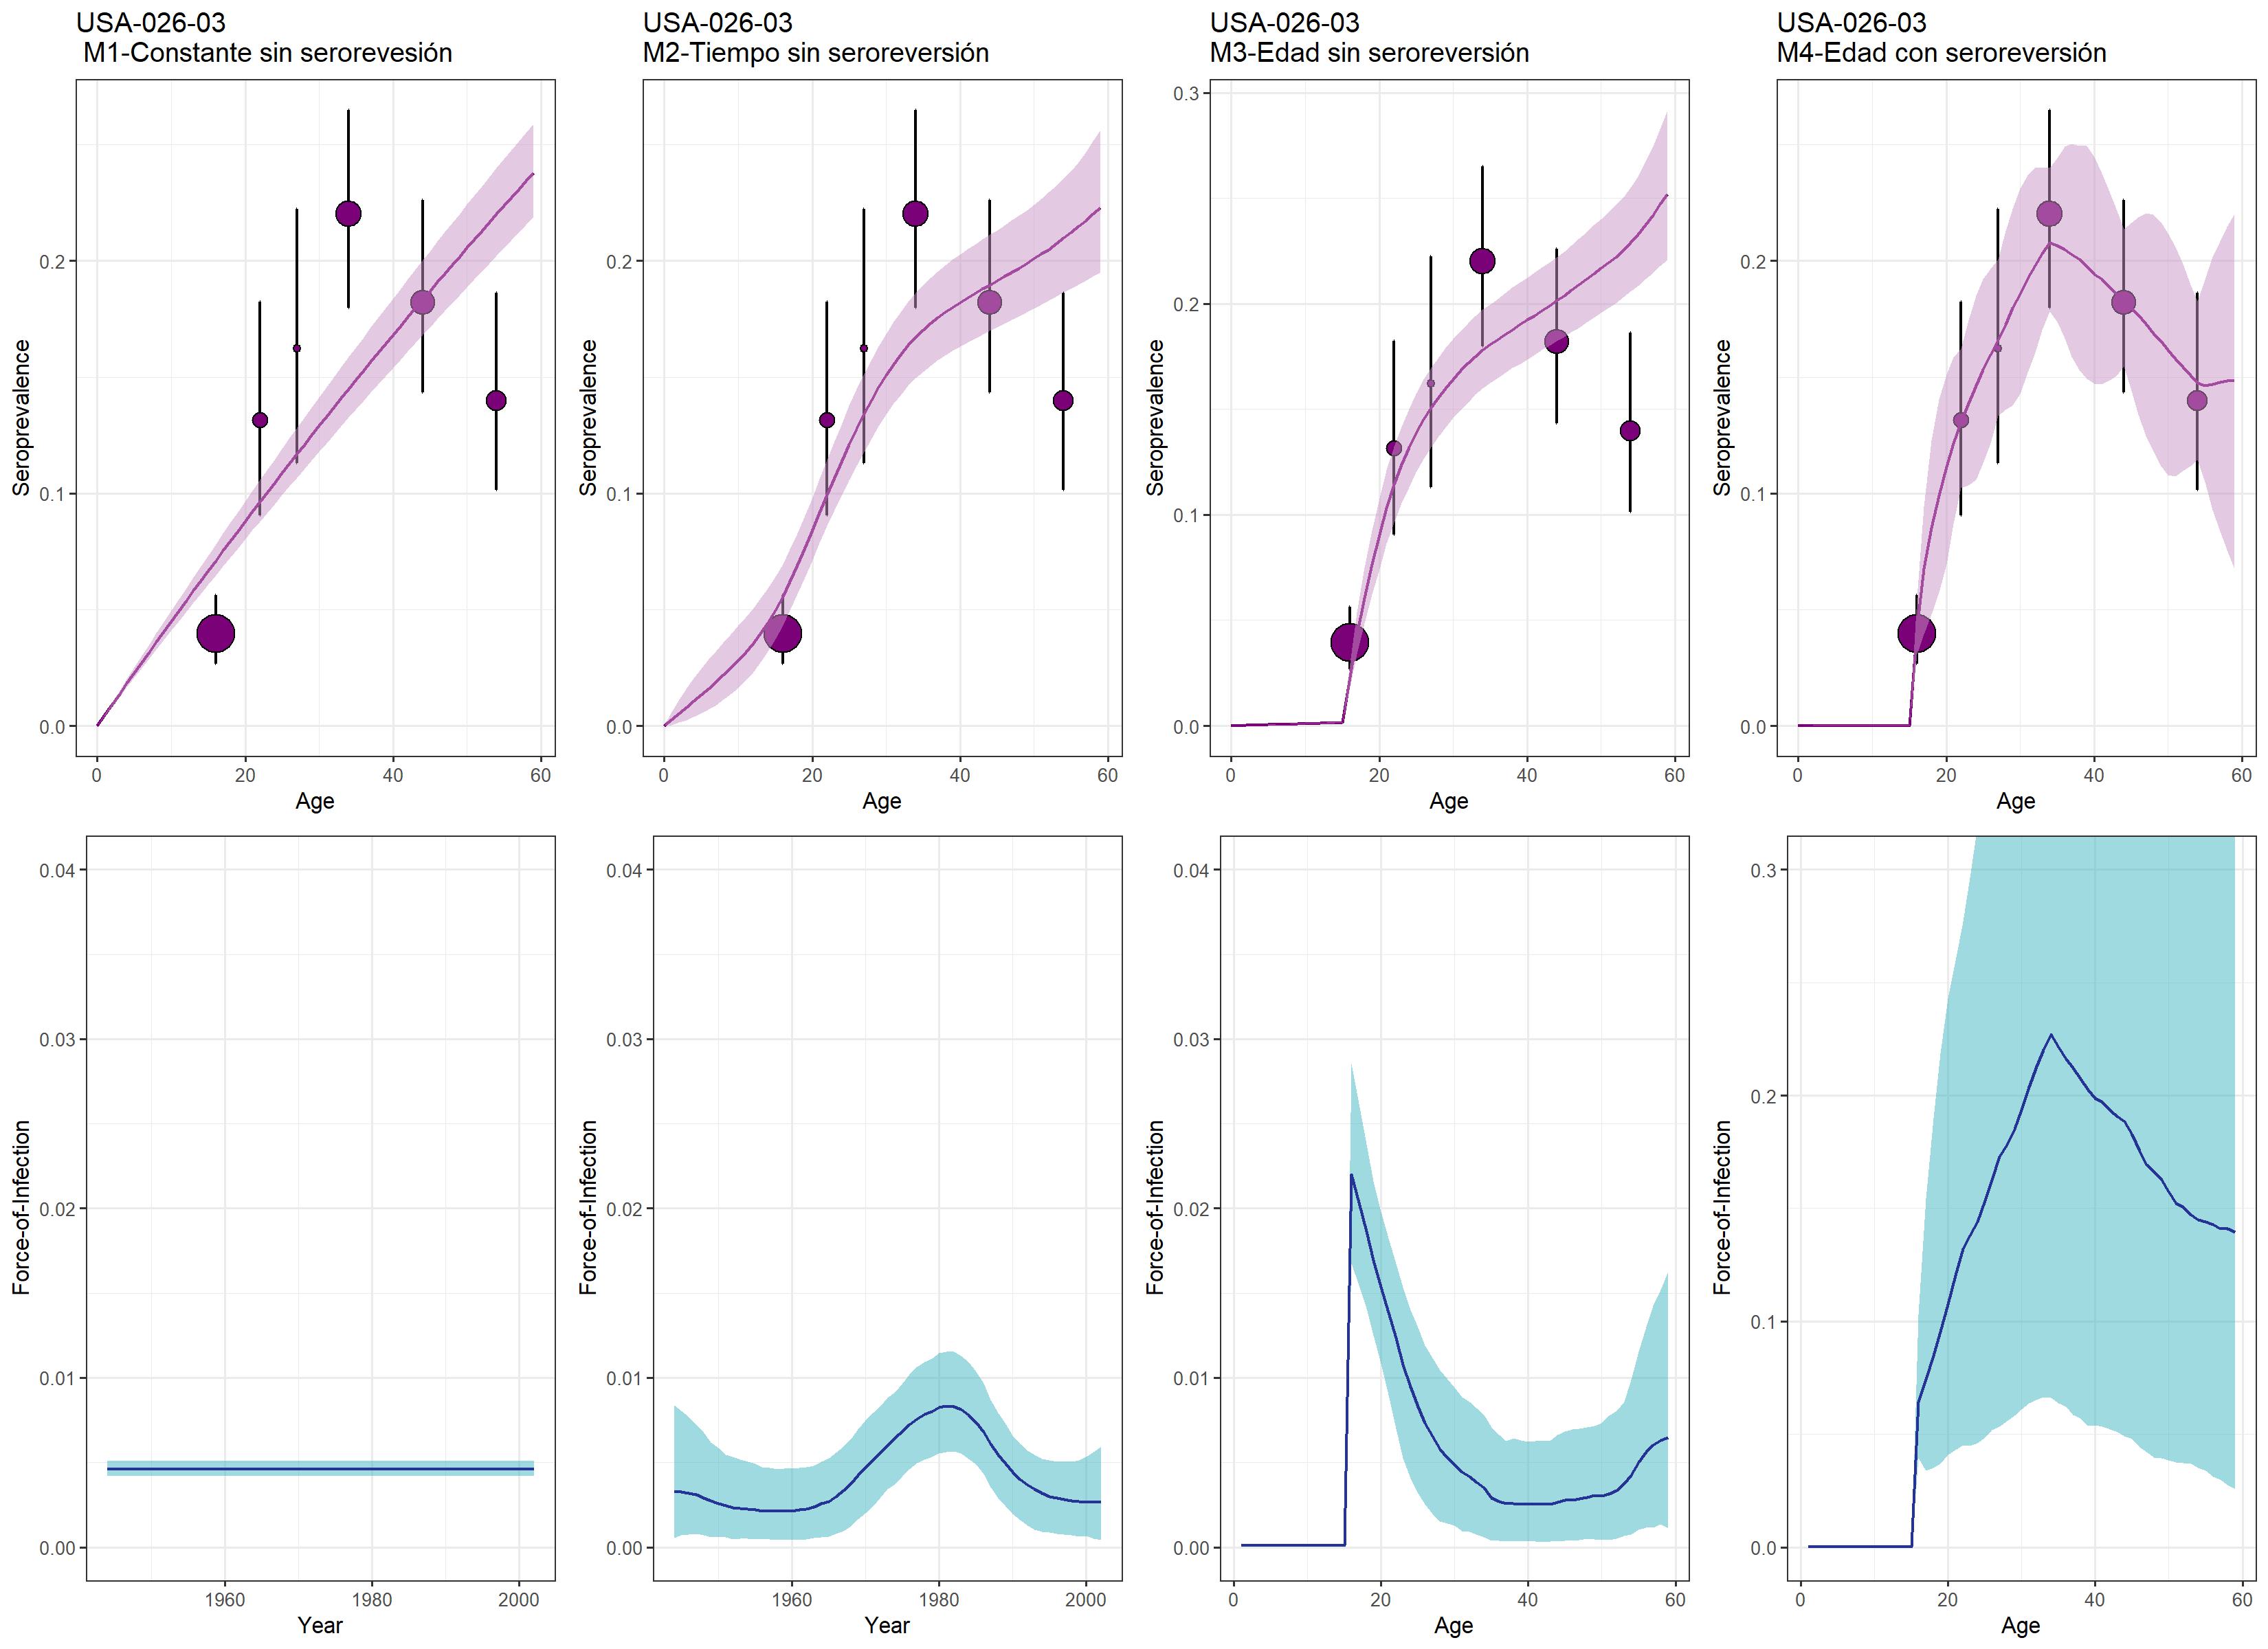 USA-026-03
M1-Constante sin serorevesión
0.2
0.1
0.0
Seroprevalence
0
20
40
60
Age
USA-026-03
M2-Tiempo sin seroreversión
0.2
0.1
0.0
Seroprevalence
0
20
40
60
Age
USA-026-03
M3-Edad sin seroreversión
0.3
0.2
0.1
0.0
Seroprevalence
0
20
40
60
Age
USA-026-03
M4-Edad con seroreversión
0.2
0.1
0.0
Seroprevalence
0
20
40
60
Age
0.04
0.03
0.02
0.01
0.00
Force-of-Infection
1960
1980
2000
Year
0.04
0.03
0.02
0.01
0.00
Force-of-Infection
1960
1980
2000
Year
0.04
0.03
0.02
0.01
0.00
Force-of-Infection
0
20
40
60
Age
0.3
0.2
0.1
0.0
Force-of-Infection
0
20
40
60
Age